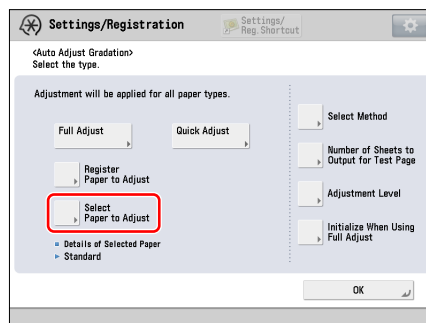 Settings/Registration
Settings/
Reg.Shortcut
<Auto Adjust Gradation>
Select the type.
Adjustment will be applied for all paper types.
Full Adjust
Quick Adjust
Register
Paper to Adjust
Select
Paper to Adjust
Details of Selected Paper
Standard
Select Method
Number of Sheets to
Output for Test Page
Adjustment Level
Initialize When Using
Full Adjust
OK